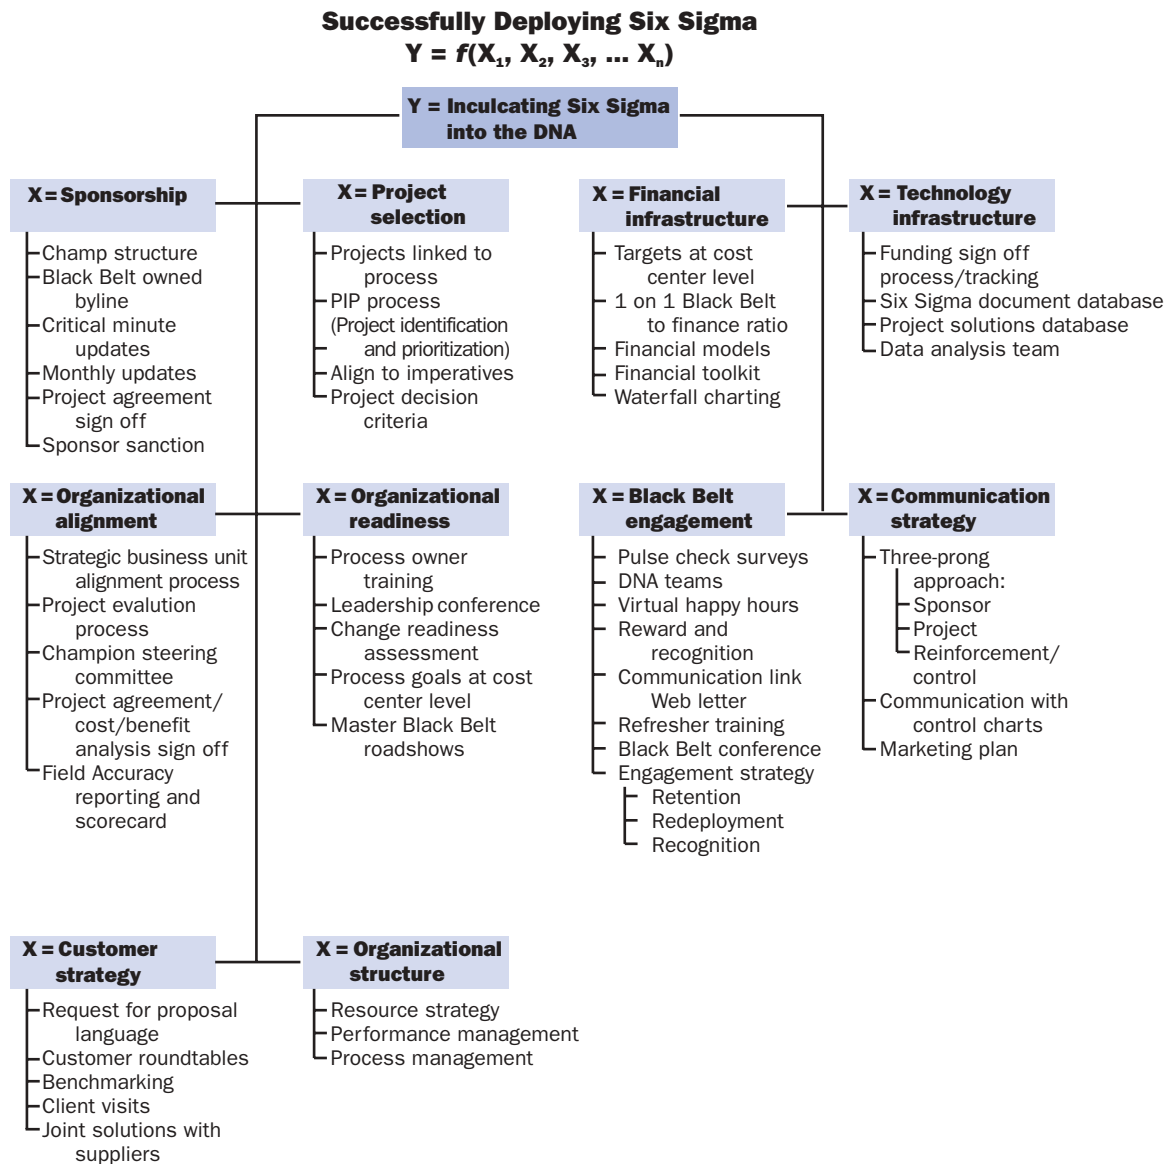 Successfully Deploying Six Sigma
Y = f(X1, X2, X3, ... Xn)
Y = Inculcating Six Sigma
into the DNA
X = Sponsorship
Champ structure
Black Belt owned
byline
Critical minute
updates
Monthly updates
Project agreement
sign off
Sponsor sanction
X = Project
selection
Projects linked to
process
PIP process
(Project identification
and prioritization)
Align to imperatives
Project decision
criteria
X = Financial
infrastructure
Targets at cost
center level
1 on 1 Black Belt
to finance ratio
Financial models
Financial toolkit
Waterfall charting
X = Technology
infrastructure
Funding sign off
process/tracking
Six Sigma document database
Project solutions database
Data analysis team
X = Organizational
alignment
Strategic business unit
alignment process
Project evalution
process
Champion steering
committee
Project agreement/
cost/benefit
analysis sign off
Field Accuracy
reporting and
scorecard
X = Organizational
readiness
Process owner
training
Leadership conference
Change readiness
assessment
Process goals at cost
center level
Master Black Belt
roadshows
X = Black Belt
engagement
Pulse check surveys
DNA teams
Virtual happy hours
Reward and
recognition
Communication link
Web letter
Refresher training
Black Belt conference
Engagement strategy
Retention
Redeployment
Recognition
X = Communication
strategy
Three-prong
approach:
Sponsor
Project
Reinforcement/
control
Communication with
control charts
Marketing plan
X = Customer
strategy
Request for proposal
language
Customer roundtables
Benchmarking
Client visits
Joint solutions with
suppliers
X = Organizational
structure
Resource strategy
Performance management
Process management